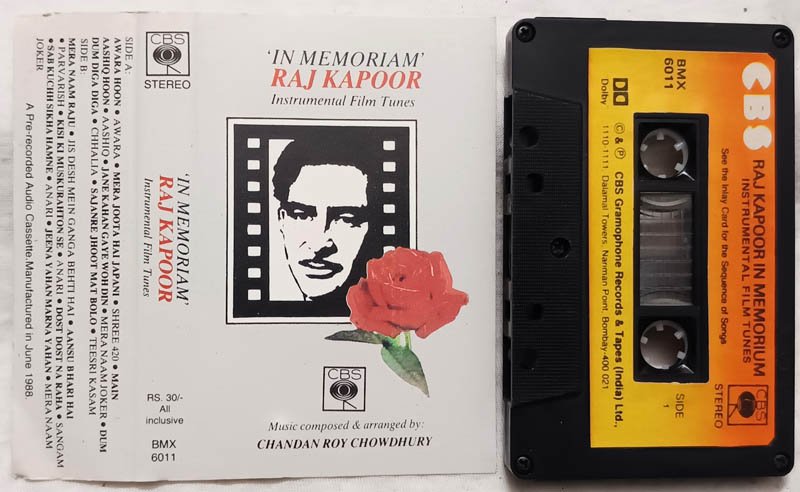 SIDE A:
AWARA HOON • AWARA • MERA JOOTA HAI JAPANI • SHREE 420 • MAIN
AASHIQ HOON • AASHIQ • JANE KAHAN GAYE WOH DIN • MERA NAAM JOKER • DUM
DUM DIGA DIGA • CHHALIA • SAJANRE JHOOT MAT BOLO • TEESRI KASAM
SIDE B:
MERA NAAM RAJU • JIS DESH MEIN GANGA BEHTI HAI • AANSU BHARI HAI
• PARVARISH • KISI KI MUSKURAHTON SE • ANARI • DOST DOST NA RAHA • SANGAM
• SAB KUCHH SIKHA HAMNE • ANARI • JEENA YAHAN MARNA YAHAN • MERA NAAM
JOKER
A Pre-recorded Audio Cassette. Manufactured in June 1988.
CBS
STEREO
'IN MEMORIAM'
RAJ KAPOOR
Instrumental Film Tunes
RS. 30/-
All
inclusive
BMX
6011
'IN MEMORIAM'
RAJ KAPOOR
Instrumental Film Tunes
CBS
Music composed & arranged by:
CHANDAN ROY CHOWDHURY
CBS
RAJ KAPOOR IN MEMORIUM
INSTRUMENTAL FILM TUNES
See the Inlay Card for the Sequence of Songs
BMX
6011
Dolby
CBS
STEREO
SIDE
1
© & ℗ CBS Gramophone Records & Tapes (India) Ltd.,
1110-1111, Dalamal Towers, Nariman Point, Bombay-400 021